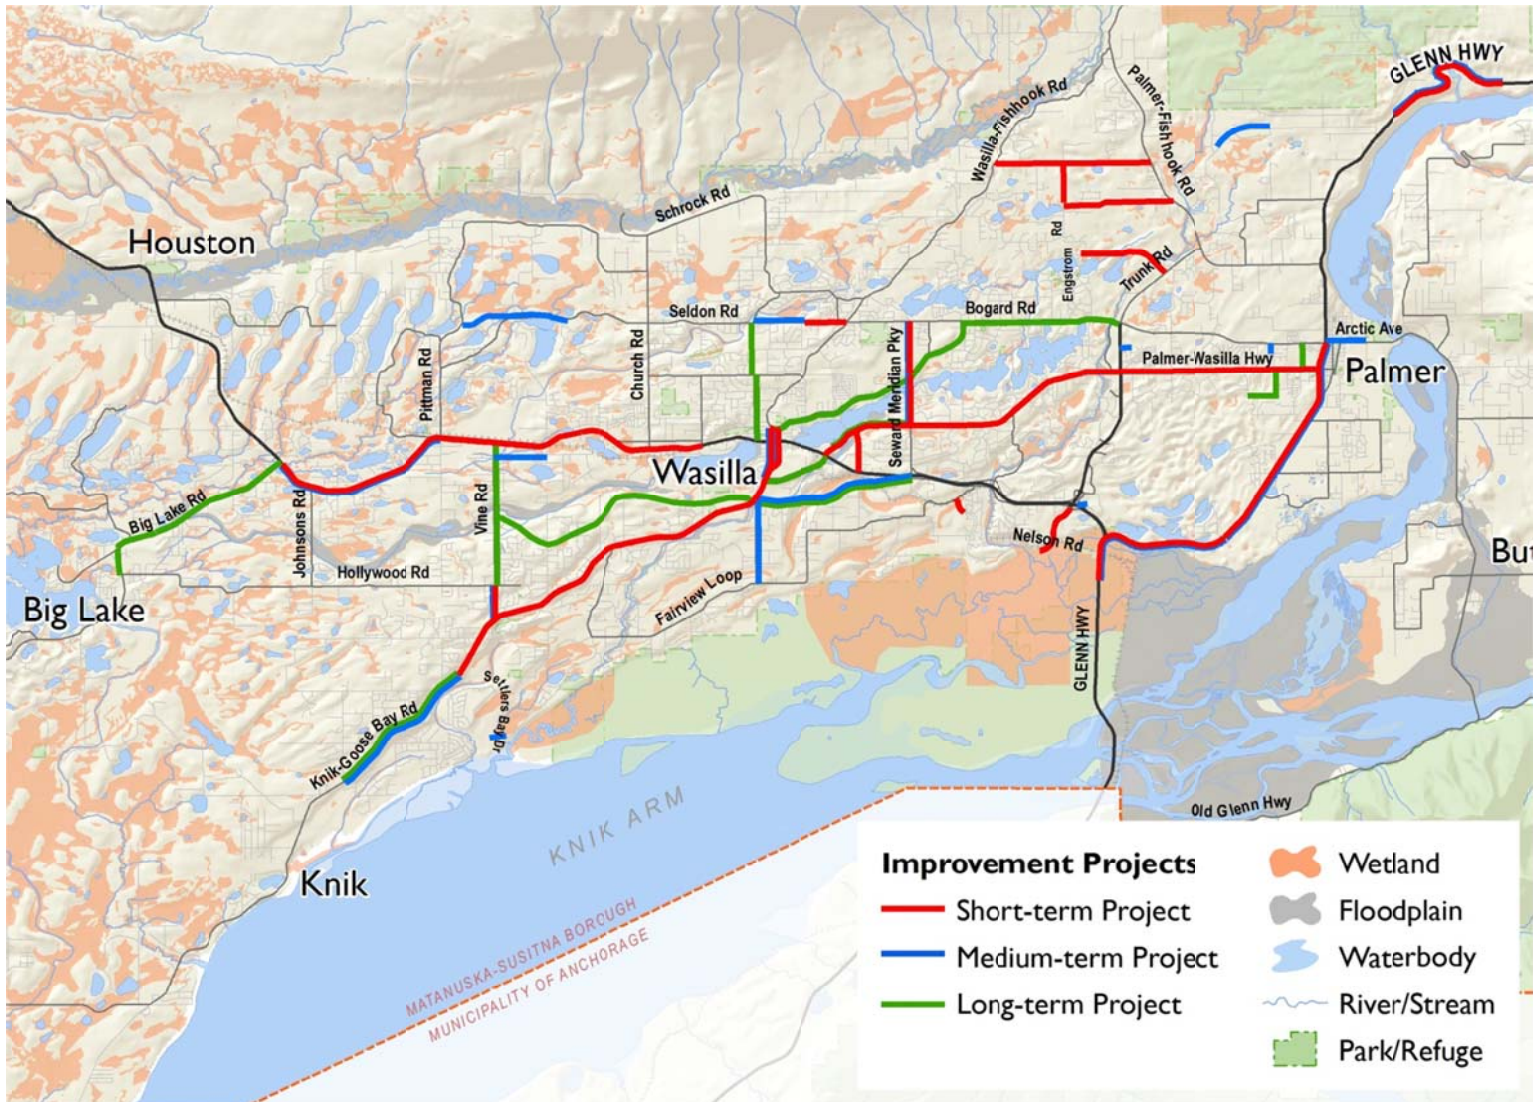 GLENN HWY
Palmer-Fishhook Rd
Wasilla-Fishhook Rd
Schrock Rd
Houston
Engstrom Rd
Trunk Rd
Seldon Rd
Bogard Rd
Arctic Ave
Church Rd
Seward Meridian Pky
Palmer-Wasilla Hwy
Pittman Rd
Palmer
Wasilla
Big Lake Rd
Johnsons Rd
Vine Rd
Nelson Rd
But
Hollywood Rd
Fairview Loop
Big Lake
GLENN HWY
Settlers Bay Dr
Knik-Goose Bay Rd
KNIK ARM
Old Glenn Hwy
Knik
MATANUSKA-SUSITNA BOROUGH
MUNICIPALITY OF ANCHORAGE
Improvement Projects
Short-term Project
Medium-term Project
Long-term Project
Wetland
Floodplain
Waterbody
River/Stream
Park/Refuge